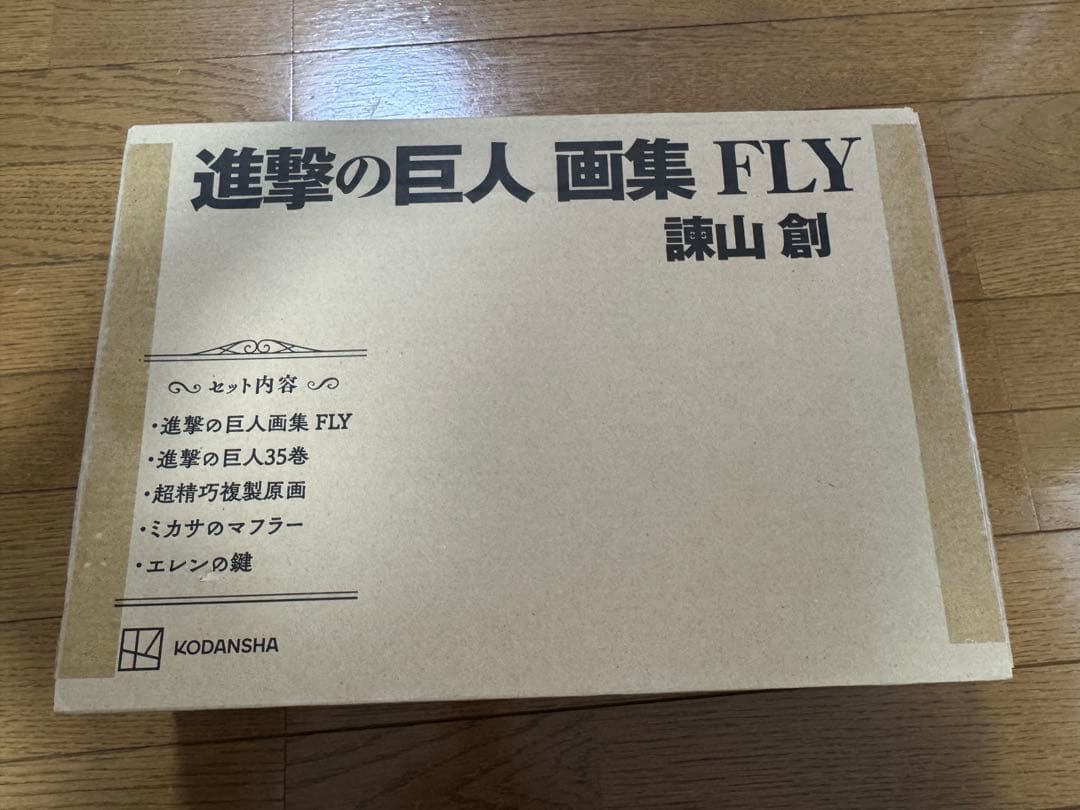 進撃の巨人 画集 FLY
諫山 創
セット内容
・進撃の巨人画集 FLY
・進撃の巨人35巻
・超精巧複製原画
・ミカサのマフラー
・エレンの鍵
KODANSHA